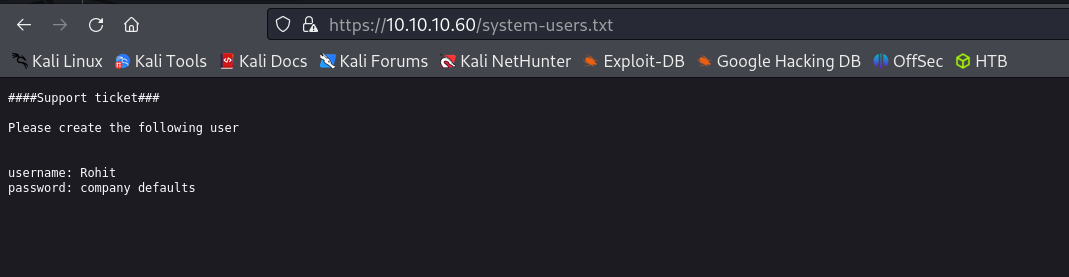 https://10.10.10.60/system-users.txt
Kali Linux Kali Tools Kali Docs Kali Forums Kali NetHunter Exploit-DB Google Hacking DB OffSec HTB
####Support ticket###
Please create the following user
username: Rohit
password: company defaults